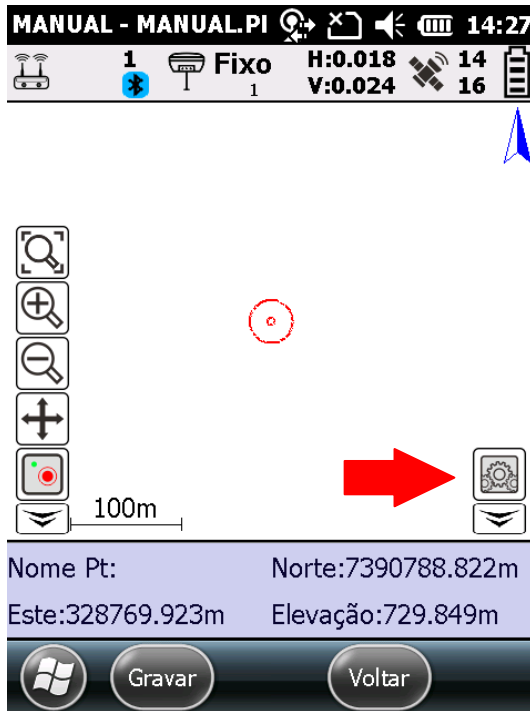 MANUAL - MANUAL.PI 14:27
1 Fixo H:0.018 14
1 V:0.024 16
100m
Nome Pt: Norte:7390788.822m
Este:328769.923m Elevação:729.849m
Gravar Voltar